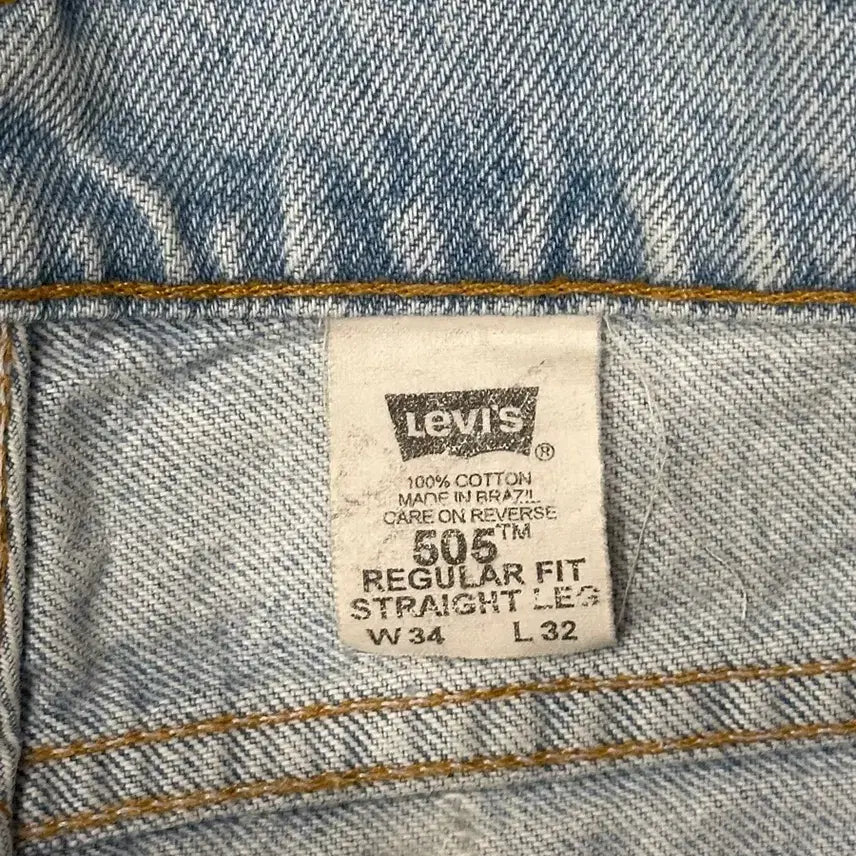 Levi's ®
100% COTTON
MADE IN BRAZIL
CARE ON REVERSE
505™
REGULAR FIT
STRAIGHT LEG
W 34 L 32